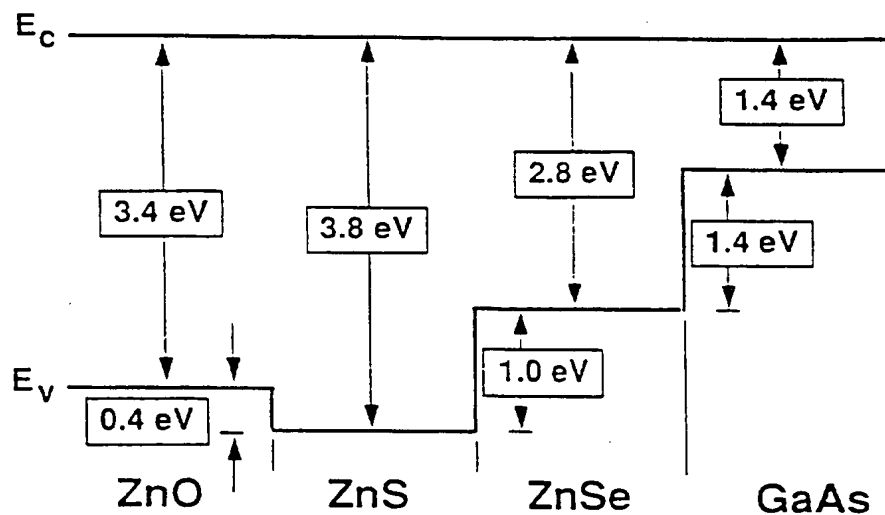 Ec
1.4 eV
2.8 eV
3.4 eV
3.8 eV
1.4 eV
1.0 eV
Ev
0.4 eV
ZnO
ZnS
ZnSe
GaAs